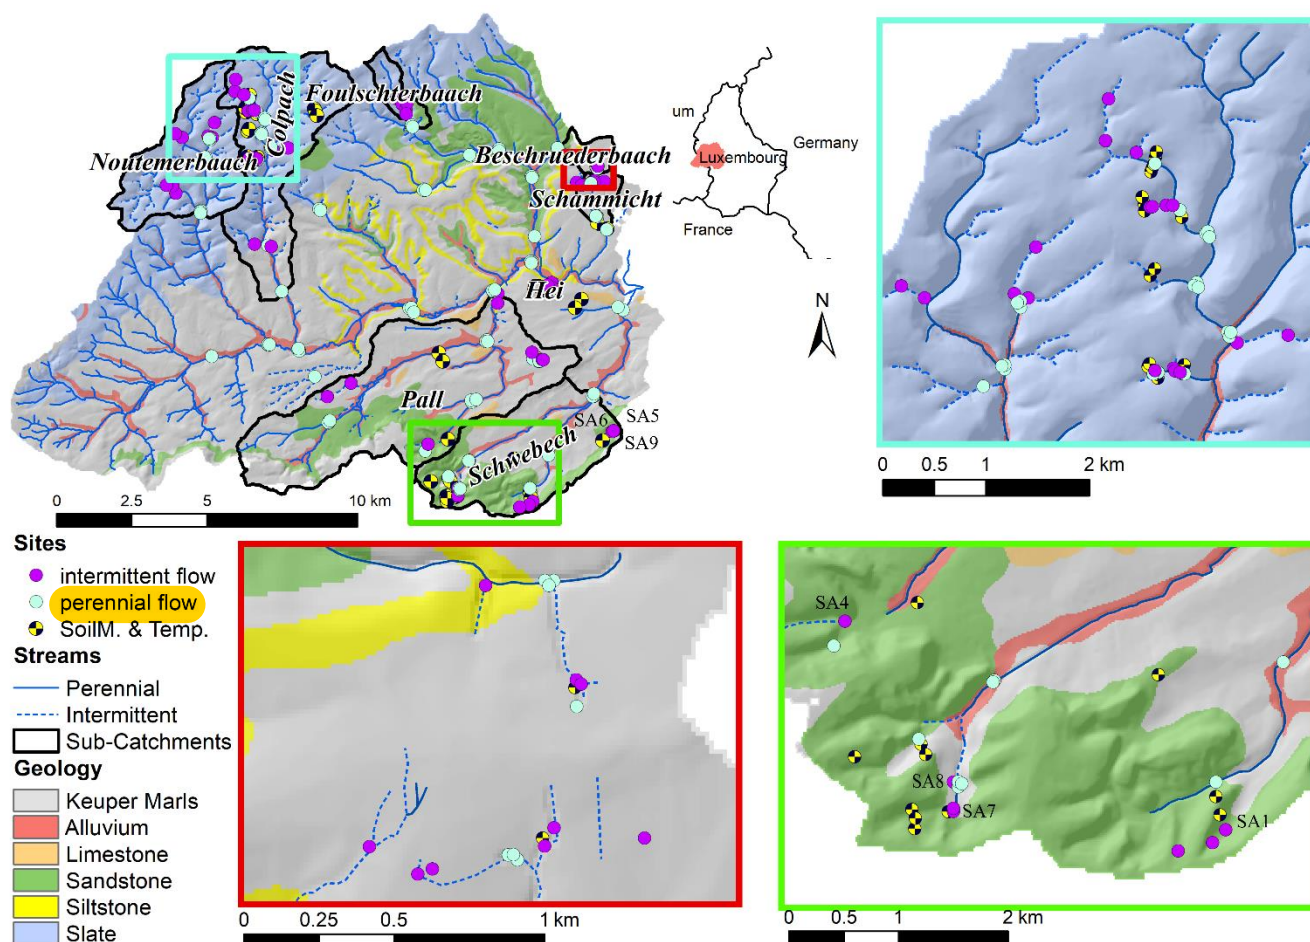 Foulschterbaach
Colpach
Noutemerbaach
Beschruederbaach
Schammicht
Hei
Pall
Schwebech
SA6
SA5
SA9
0 2.5 5 10 km
um
Germany
Luxembourg
France
N
0 0.5 1 2 km
Sites
intermittent flow
perennial flow
SoilM. & Temp.
Streams
Perennial
Intermittent
Sub-Catchments
Geology
Keuper Marls
Alluvium
Limestone
Sandstone
Siltstone
Slate
0 0.25 0.5 1 km
SA4
SA8
SA7
SA1
0 0.5 1 2 km